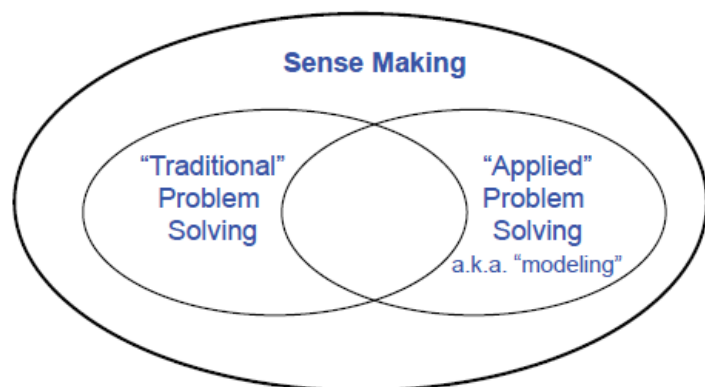 Sense Making
“Traditional”
Problem
Solving
“Applied”
Problem
Solving
a.k.a. “modeling”